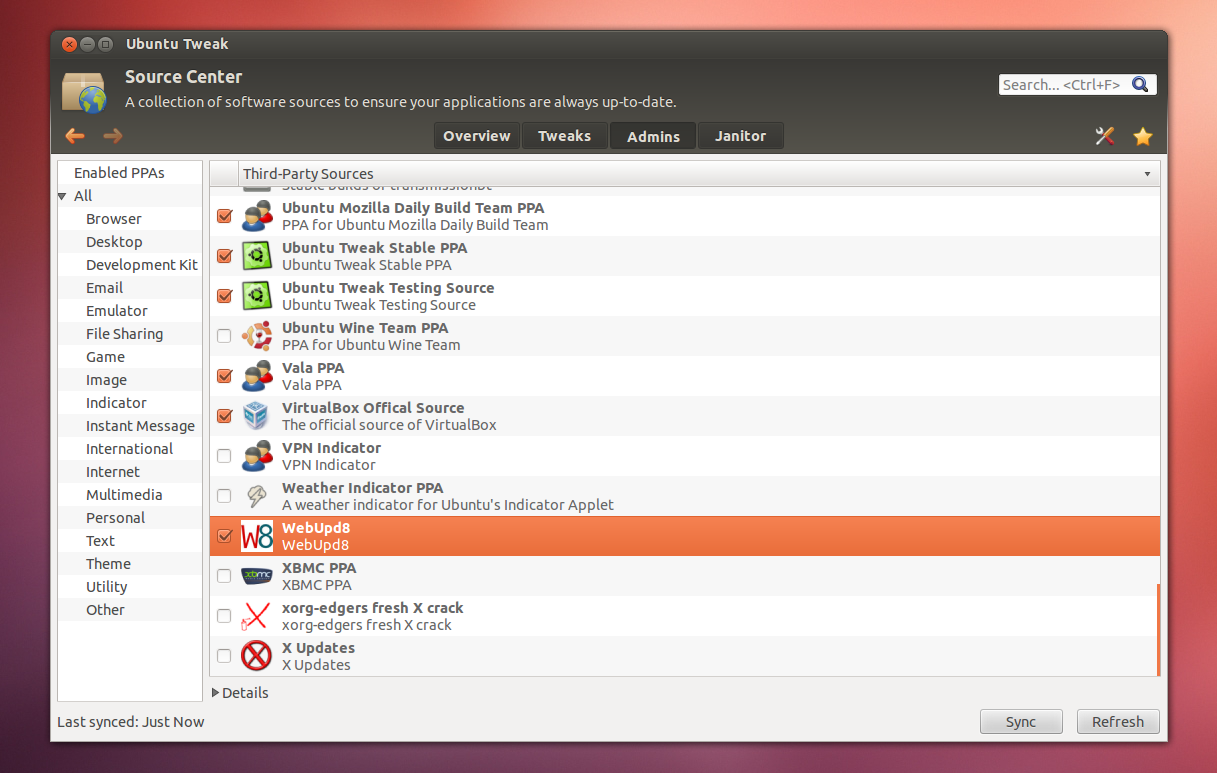 Ubuntu Tweak
Source Center
A collection of software sources to ensure your applications are always up-to-date.
Search... <Ctrl+F>
Overview
Tweaks
Admins
Janitor
Enabled PPAs
All
Browser
Desktop
Development Kit
Email
Emulator
File Sharing
Game
Image
Indicator
Instant Message
International
Internet
Multimedia
Personal
Text
Theme
Utility
Other
Third-Party Sources
Stable builds of transmissionbt
Ubuntu Mozilla Daily Build Team PPA
PPA for Ubuntu Mozilla Daily Build Team
Ubuntu Tweak Stable PPA
Ubuntu Tweak Stable PPA
Ubuntu Tweak Testing Source
Ubuntu Tweak Testing Source
Ubuntu Wine Team PPA
PPA for Ubuntu Wine Team
Vala PPA
Vala PPA
VirtualBox Offical Source
The official source of VirtualBox
VPN Indicator
VPN Indicator
Weather Indicator PPA
A weather indicator for Ubuntu's Indicator Applet
W8
WebUpd8
WebUpd8
xbmc
XBMC PPA
XBMC PPA
xorg-edgers fresh X crack
xorg-edgers fresh X crack
X Updates
X Updates
Details
Last synced: Just Now
Sync
Refresh